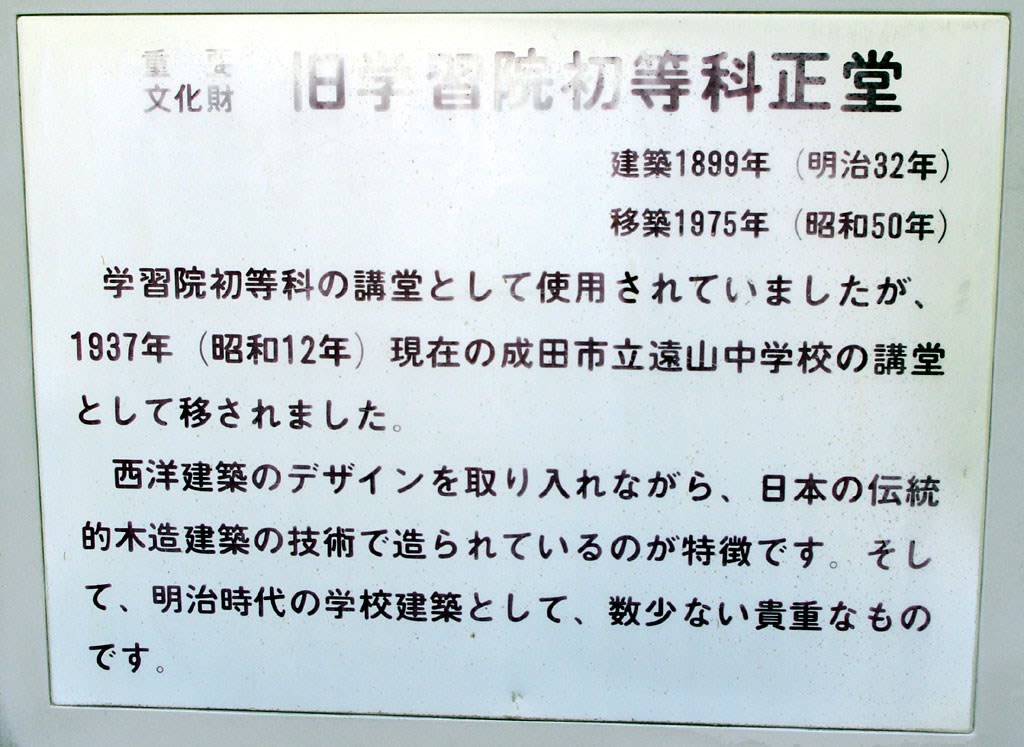 重要
文化財 旧学習院初等科正堂
建築1899年（明治32年）
移築1975年（昭和50年）
学習院初等科の講堂として使用されていましたが、
1937年（昭和12年）現在の成田市立遠山中学校の講堂
として移されました。
西洋建築のデザインを取り入れながら、日本の伝統
的木造建築の技術で造られているのが特徴です。そし
て、明治時代の学校建築として、数少ない貴重なもの
です。